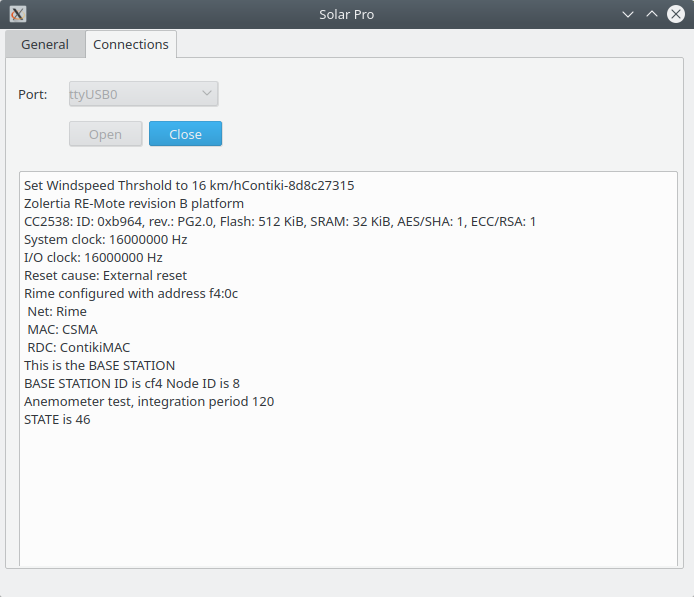 Solar Pro
General Connections
Port: ttyUSB0
Open Close
Set Windspeed Thrshold to 16 km/hContiki-8d8c27315
Zolertia RE-Mote revision B platform
CC2538: ID: 0xb964, rev.: PG2.0, Flash: 512 KiB, SRAM: 32 KiB, AES/SHA: 1, ECC/RSA: 1
System clock: 16000000 Hz
I/O clock: 16000000 Hz
Reset cause: External reset
Rime configured with address f4:0c
Net: Rime
MAC: CSMA
RDC: ContikiMAC
This is the BASE STATION
BASE STATION ID is cf4 Node ID is 8
Anemometer test, integration period 120
STATE is 46